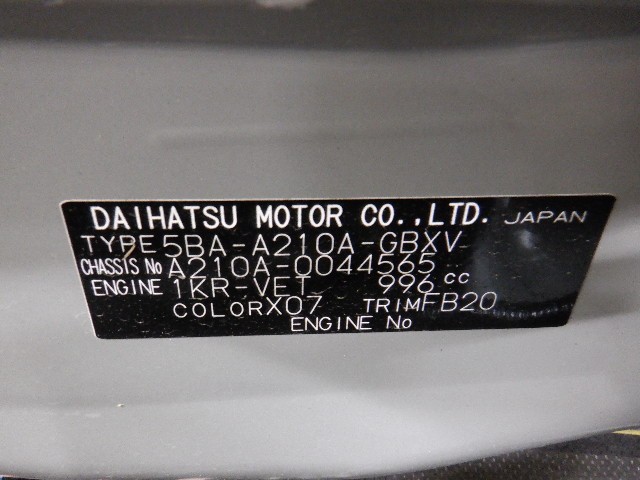 DAIHATSU MOTOR CO.,LTD. JAPAN
TYPE 5BA-A210A-GBXV
CHASSIS No A210A-0044565
ENGINE 1KR-VET 996 cc
COLOR X07 TRIM FB20
ENGINE No